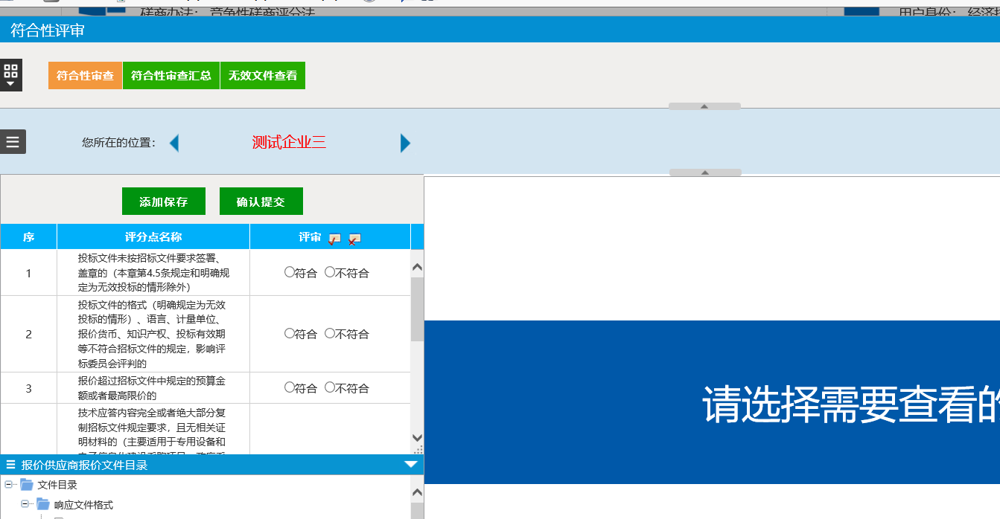 磋商办法： 竞争性磋商评分法
用户身份： 经济
符合性评审
符合性审查
符合性审查汇总
无效文件查看
您所在的位置：
测试企业三
添加保存
确认提交
序
评分点名称
评审
1
投标文件未按招标文件要求签署、
盖章的（本章第4.5条规定和明确规
定为无效投标的情形除外）
符合 不符合
2
投标文件的格式（明确规定为无效
投标的情形）、语言、计量单位、
报价货币、知识产权、投标有效期
等不符合招标文件的规定，影响评
标委员会评判的
符合 不符合
3
报价超过招标文件中规定的预算金
额或者最高限价的
符合 不符合
技术应答内容完全或者绝大部分复
制招标文件规定要求，且无相关证
明材料的（主要适用于专用设备和
报价供应商报价文件目录
文件目录
响应文件格式
请选择需要查看的